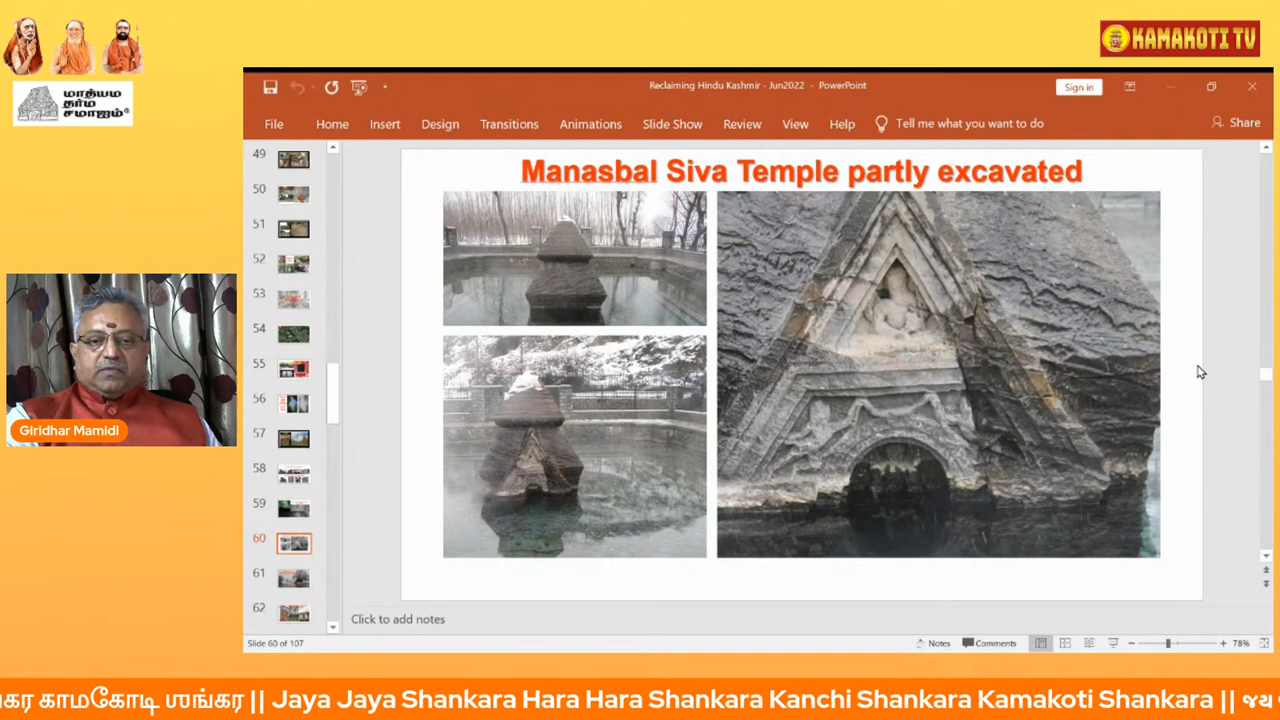 KAMAKOTI TV
மாத்யம
தர்ம
சமாஜம்®
Reclaiming Hindu Kashmir - Jun2022 - PowerPoint
Sign in
File Home Insert Design Transitions Animations Slide Show Review View Help Tell me what you want to do Share
49
50
51
52
53
54
55
56
57
58
59
60
61
62
Manasbal Siva Temple partly excavated
Giridhar Mamidi
Click to add notes
Slide 60 of 107 Notes Comments 78%
கர காமகோடி ஶங்கர || Jaya Jaya Shankara Hara Hara Shankara Kanchi Shankara Kamakoti Shankara || ஜய